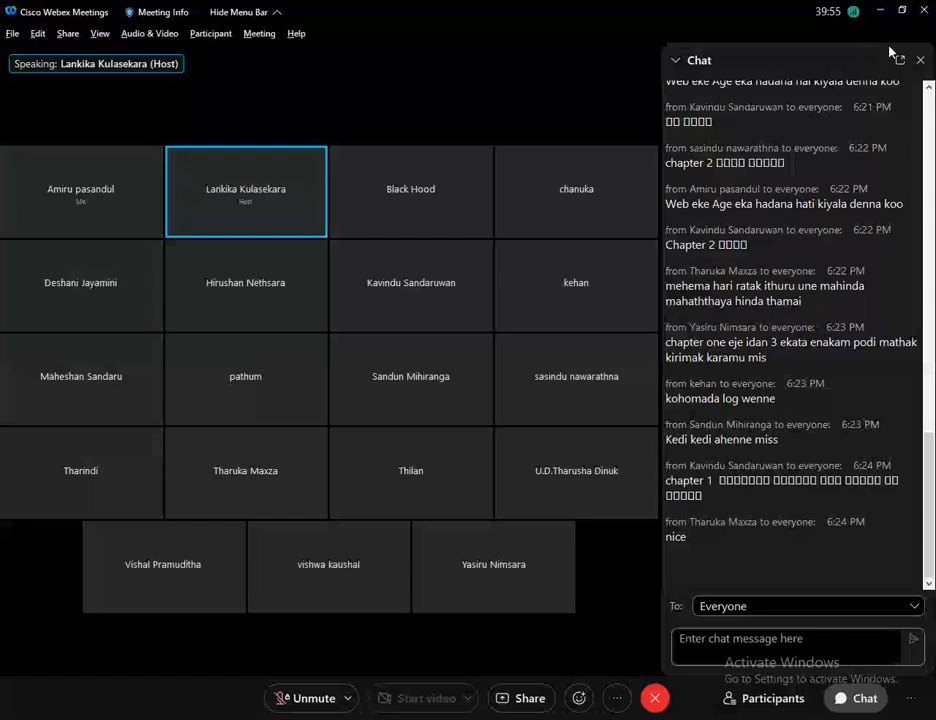 Cisco Webex Meetings
Meeting Info
Hide Menu Bar
39:55
File Edit Share View Audio & Video Participant Meeting Help
Speaking: Lankika Kulasekara (Host)
Amiru pasandul
Me
Lankika Kulasekara
Host
Black Hood
chanuka
Deshani Jayamini
Hirushan Nethsara
Kavindu Sandaruwan
kehan
Maheshan Sandaru
pathum
Sandun Mihiranga
sasindu nawarathna
Tharindi
Tharuka Maxza
Thilan
U.D.Tharusha Dinuk
Vishal Pramuditha
vishwa kaushal
Yasiru Nimsara
Chat
Web eke Age eka hadana hati kiyala denna koo
from Kavindu Sandaruwan to everyone: 6:21 PM
from sasindu nawarathna to everyone: 6:22 PM
chapter 2
from Amiru pasandul to everyone: 6:22 PM
Web eke Age eka hadana hati kiyala denna koo
from Kavindu Sandaruwan to everyone: 6:22 PM
Chapter 2
from Tharuka Maxza to everyone: 6:22 PM
mehema hari ratak ithuru une mahinda
mahaththaya hinda thamai
from Yasiru Nimsara to everyone: 6:23 PM
chapter one eje idan 3 ekata enakam podi mathak
kirimak karamu mis
from kehan to everyone: 6:23 PM
kohomada log wenne
from Sandun Mihiranga to everyone: 6:23 PM
Kedi kedi ahenne miss
from Kavindu Sandaruwan to everyone: 6:24 PM
chapter 1
from Tharuka Maxza to everyone: 6:24 PM
nice
To: Everyone
Enter chat message here
Activate Windows
Go to Settings to activate Windows.
Unmute
Start video
Share
Participants
Chat